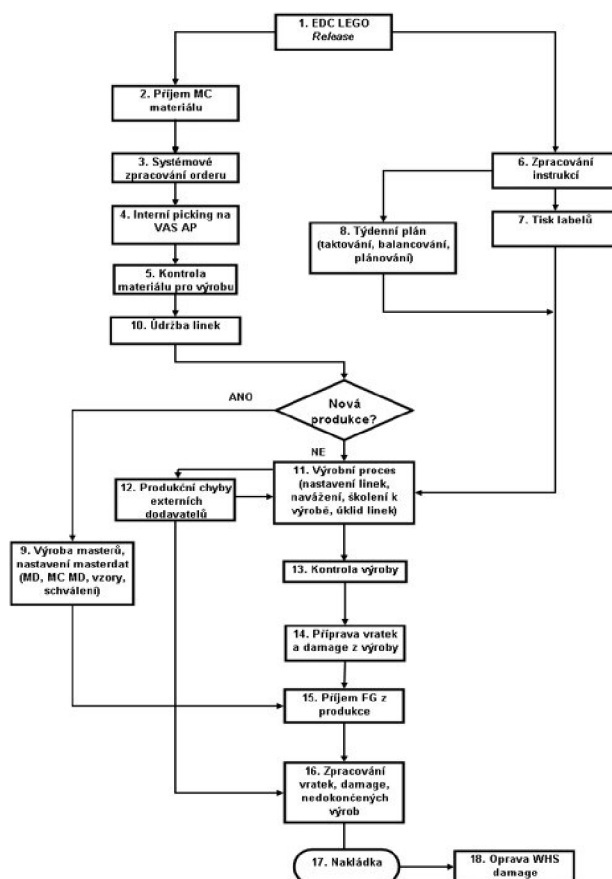 1. EDC LEGO
Release
2. Příjem MC
materiálu
3. Systémové
zpracování orderu
6. Zpracování
instrukcí
4. Interní picking na
VAS AP
7. Tisk labelů
8. Týdenní plán
(taktování, balancování,
plánování)
5. Kontrola
materiálu pro výrobu
10. Údržba linek
ANO
Nová
produkce?
NE
11. Výrobní proces
(nastavení linek,
navážení, školení k
výrobě, úklid linek)
12. Produkční chyby
externích
dodavatelů
9. Výroba masterů,
nastavení masterdat
(MD, MC MD, vzory,
schválení)
13. Kontrola výroby
14. Příprava vratek
a damage z výroby
15. Příjem FG z
produkce
16. Zpracování
vratek, damage,
nedokončených
výrob
17. Nakládka
18. Oprava WHS
damage